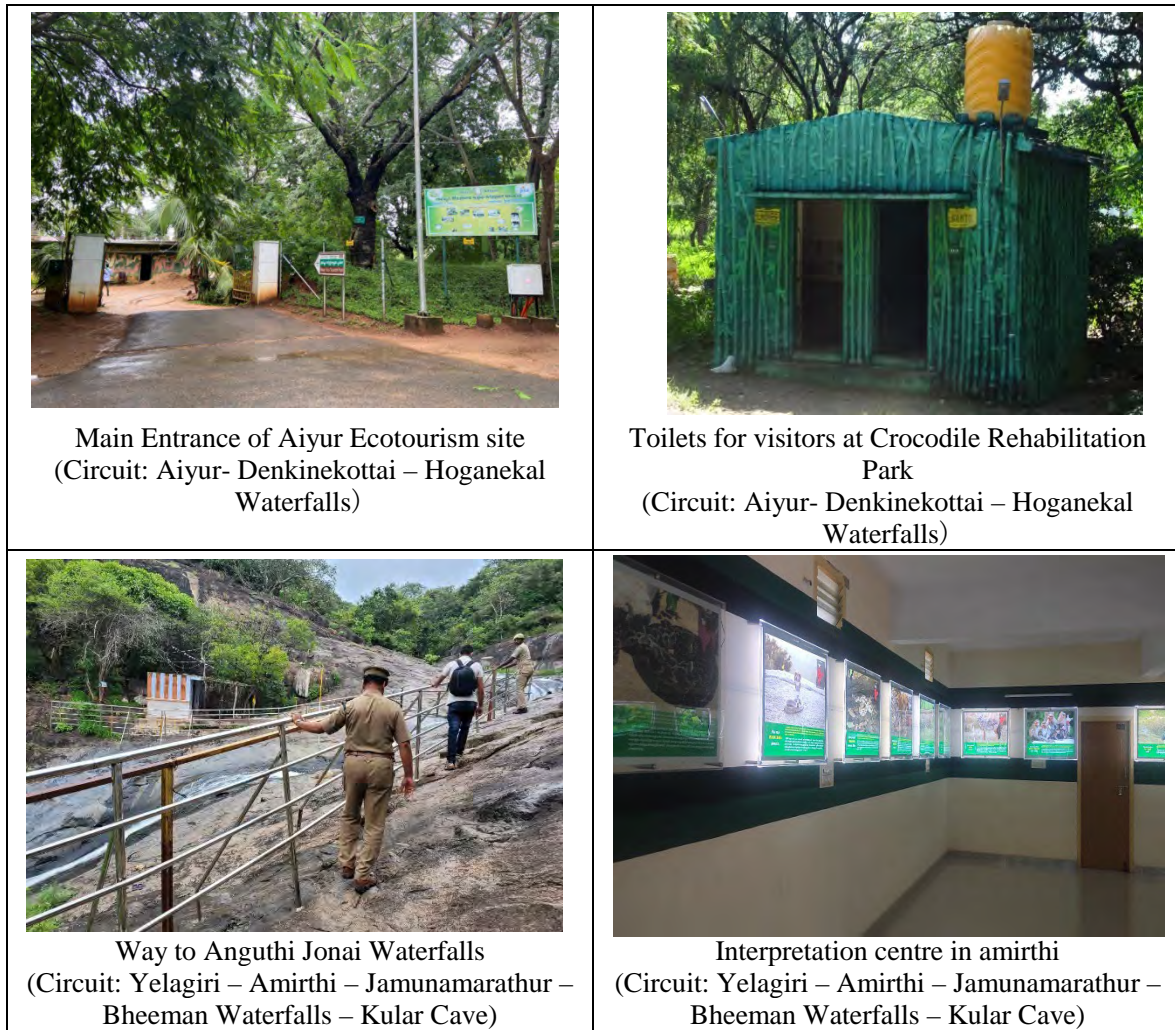 Main Entrance of Aiyur Ecotourism site
(Circuit: Aiyur- Denkinekottai – Hoganekal
Waterfalls）
Toilets for visitors at Crocodile Rehabilitation
Park
(Circuit: Aiyur- Denkinekottai – Hoganekal
Waterfalls）
Way to Anguthi Jonai Waterfalls
(Circuit: Yelagiri – Amirthi – Jamunamarathur –
Bheeman Waterfalls – Kular Cave)
Interpretation centre in amirthi
(Circuit: Yelagiri – Amirthi – Jamunamarathur –
Bheeman Waterfalls – Kular Cave)